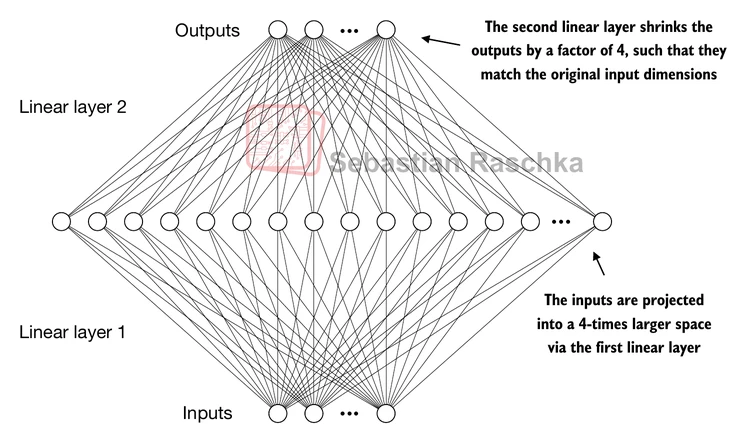 Outputs
•••
The second linear layer shrinks the
outputs by a factor of 4, such that they
match the original input dimensions
Linear layer 2
Sebastian Raschka
•••
The inputs are projected
into a 4-times larger space
via the first linear layer
Linear layer 1
Inputs
•••